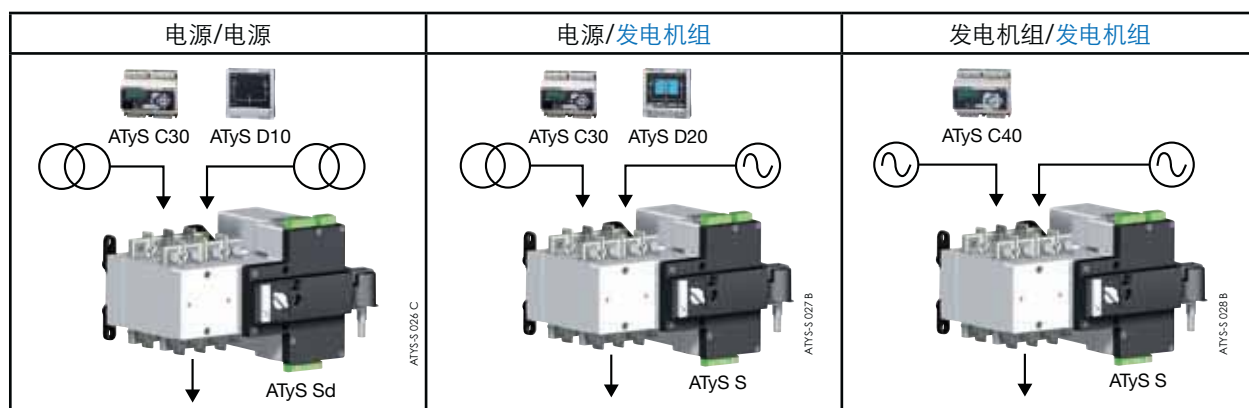 电源/电源
电源/发电机组
发电机组/发电机组
ATyS C30 ATyS D10
ATyS C30 ATyS D20
ATyS C40
ATYS-S 026 C
ATYS-S 027 B
ATYS-S 028 B
ATyS Sd
ATyS S
ATyS S